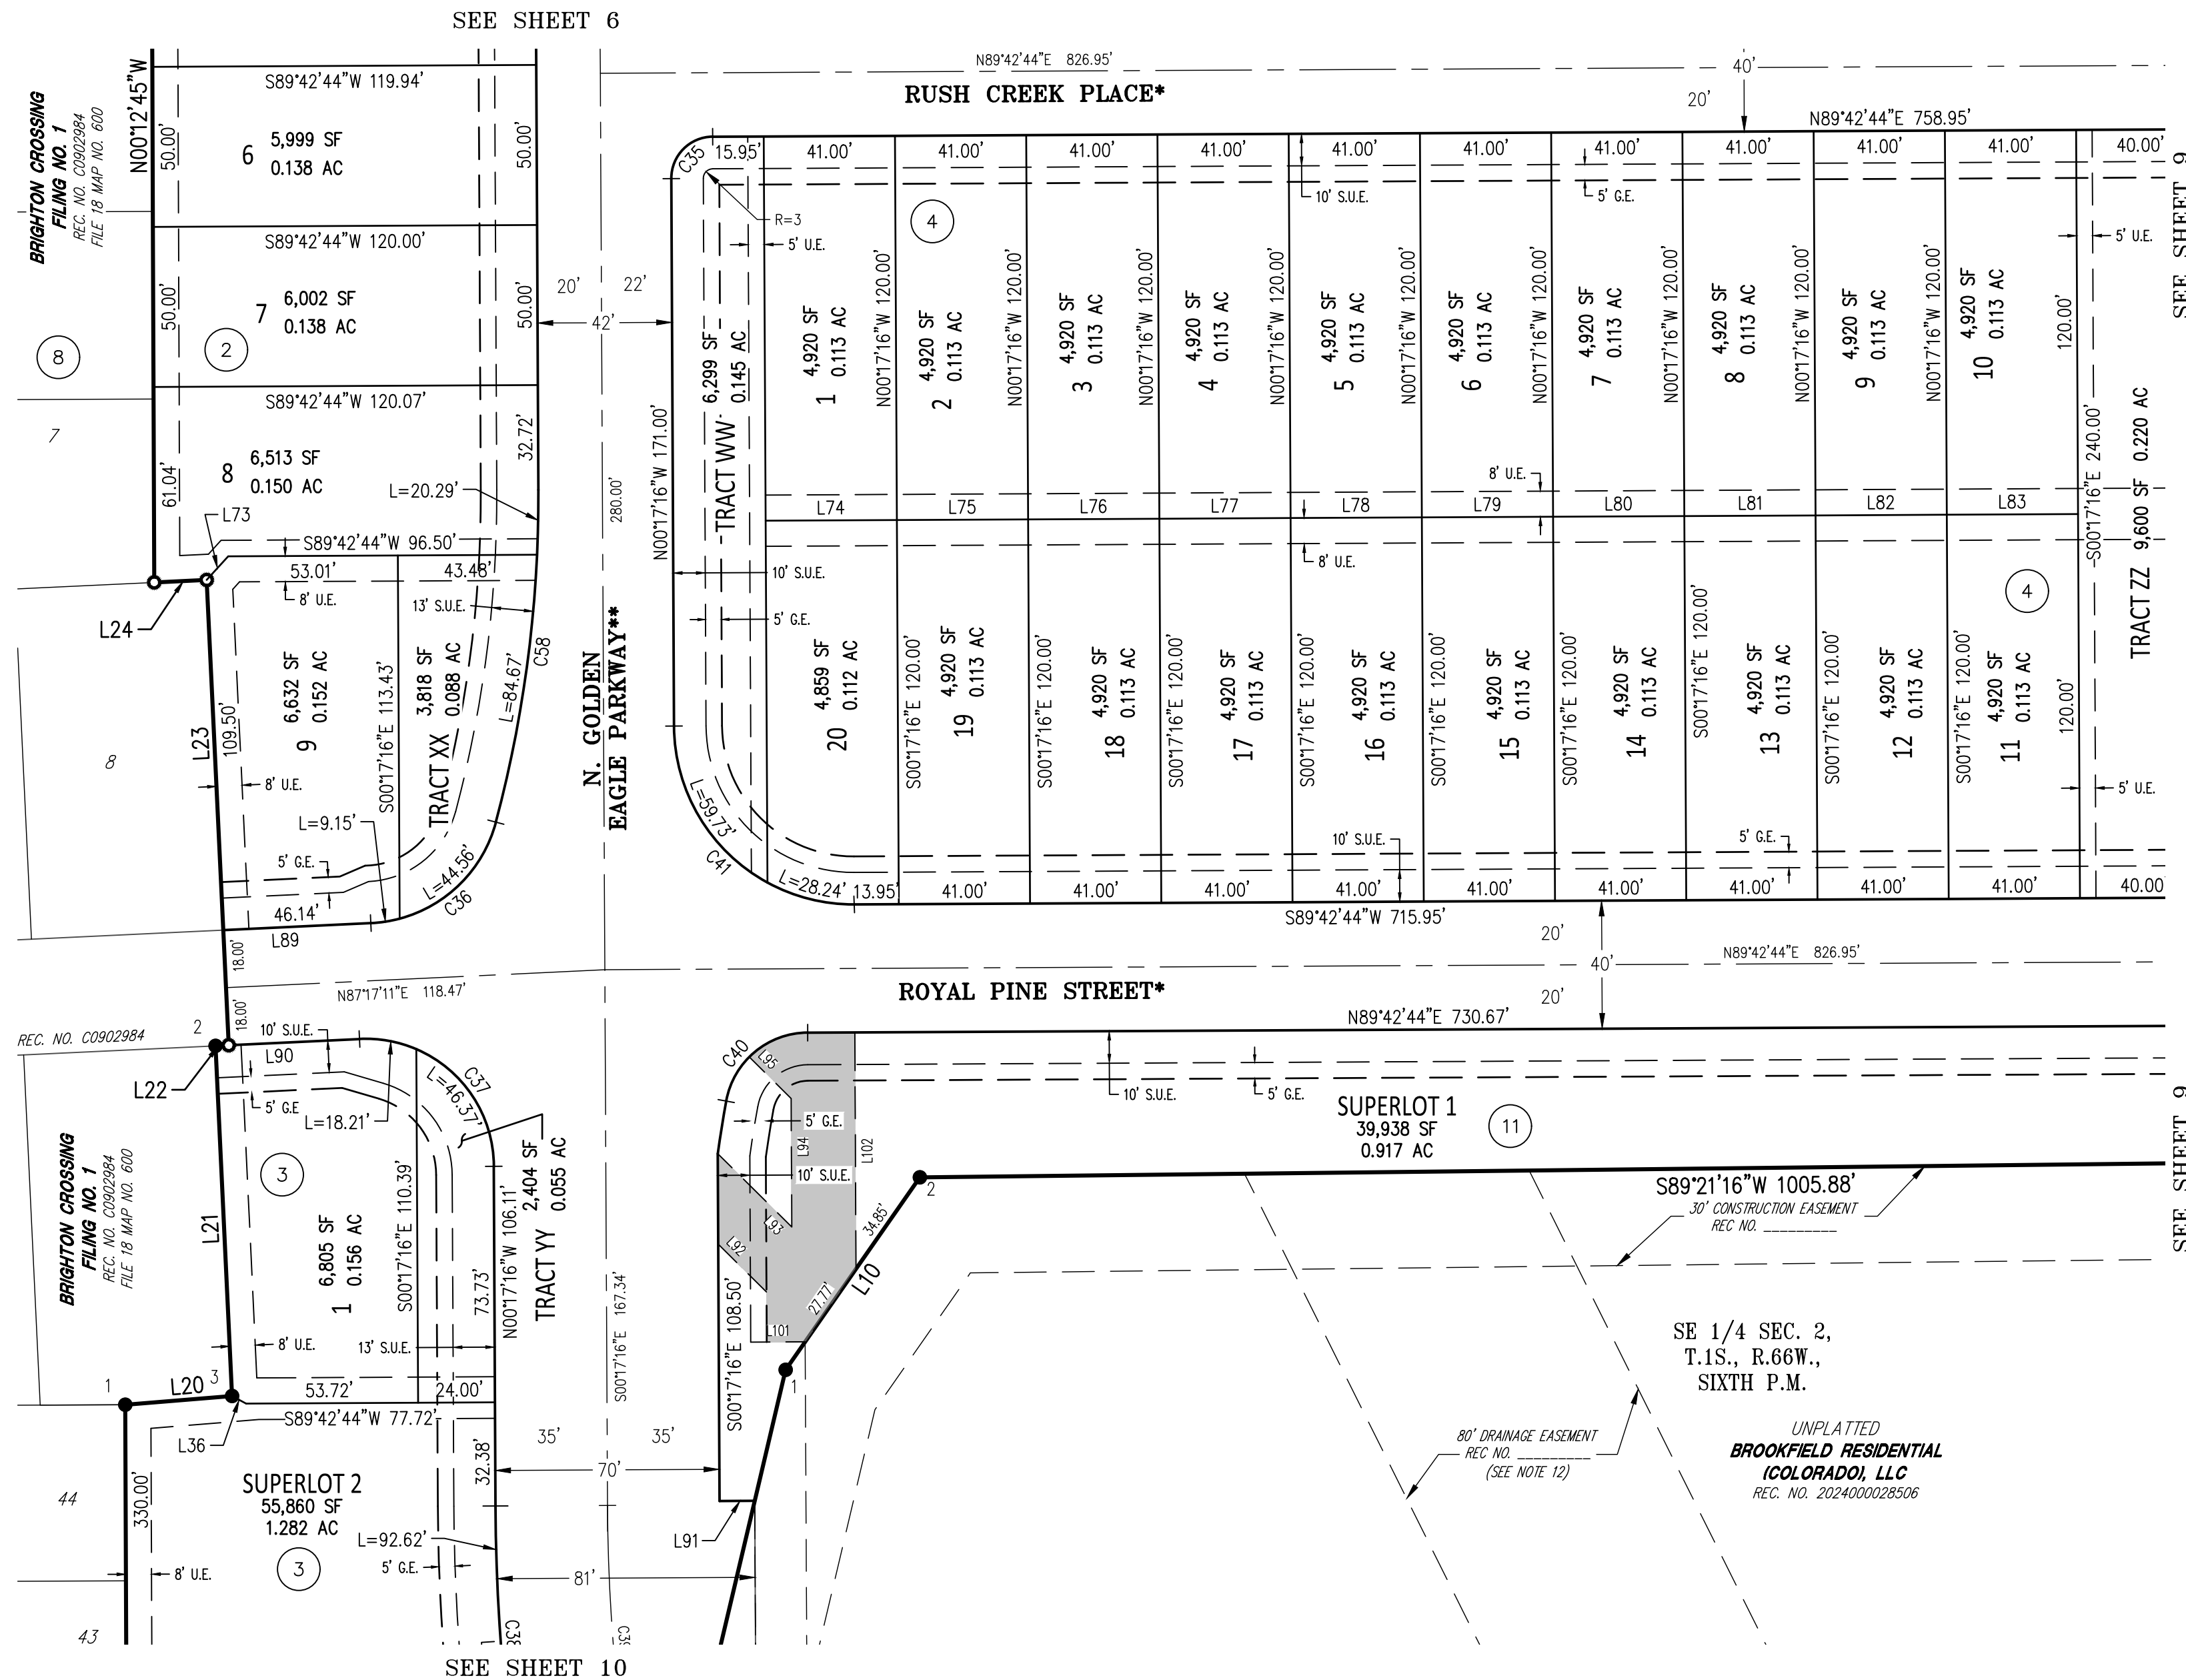 SEE SHEET 6
N89°42'44"E 826.95'
RUSH CREEK PLACE*
40'
20'
N89°42'44"E 758.95'
BRIGHTON CROSSING
FILING NO. 1
REC. NO. C0902984
FILE 18 MAP NO. 600
N00°12'45"W
S89°42'44"W 119.94'
50.00'
6
5,999 SF
0.138 AC
50.00'
S89°42'44"W 120.00'
50.00'
7
6,002 SF
0.138 AC
50.00'
8
2
S89°42'44"W 120.07'
7
61.04'
8
6,513 SF
0.150 AC
32.72'
L=20.29'
L73
S89°42'44"W 96.50'
53.01'
43.48'
8' U.E.
13' S.U.E.
L24
L23
109.50'
8
9
6,632 SF
0.152 AC
S00°17'16"E 113.43'
TRACT XX
3,818 SF
0.088 AC
L=84.67'
C58
8' U.E.
L=9.15'
5' G.E.
L=44.56'
C36
46.14'
L89
18.00'
18.00'
N87°17'11"E 118.47'
20'
22'
42'
280.00'
N. GOLDEN
EAGLE PARKWAY**
C35
15.95'
41.00'
41.00'
41.00'
41.00'
41.00'
41.00'
41.00'
41.00'
41.00'
41.00'
40.00'
R=3
5' U.E.
4
10' S.U.E.
5' G.E.
5' U.E.
SEE SHEET 9
N00°17'16"W 171.00'
TRACT WW
6,299 SF
0.145 AC
1
4,920 SF
0.113 AC
N00°17'16"W 120.00'
2
4,920 SF
0.113 AC
N00°17'16"W 120.00'
3
4,920 SF
0.113 AC
N00°17'16"W 120.00'
4
4,920 SF
0.113 AC
N00°17'16"W 120.00'
5
4,920 SF
0.113 AC
N00°17'16"W 120.00'
6
4,920 SF
0.113 AC
N00°17'16"W 120.00'
7
4,920 SF
0.113 AC
N00°17'16"W 120.00'
8
4,920 SF
0.113 AC
N00°17'16"W 120.00'
9
4,920 SF
0.113 AC
N00°17'16"W 120.00'
10
4,920 SF
0.113 AC
120.00'
S00°17'16"E 240.00'
TRACT ZZ 9,600 SF 0.220 AC
8' U.E.
L74
L75
L76
L77
L78
L79
L80
L81
L82
L83
8' U.E.
10' S.U.E.
5' G.E.
4
20
4,859 SF
0.112 AC
S00°17'16"E 120.00'
19
4,920 SF
0.113 AC
S00°17'16"E 120.00'
18
4,920 SF
0.113 AC
S00°17'16"E 120.00'
17
4,920 SF
0.113 AC
S00°17'16"E 120.00'
16
4,920 SF
0.113 AC
S00°17'16"E 120.00'
15
4,920 SF
0.113 AC
S00°17'16"E 120.00'
14
4,920 SF
0.113 AC
S00°17'16"E 120.00'
13
4,920 SF
0.113 AC
S00°17'16"E 120.00'
12
4,920 SF
0.113 AC
S00°17'16"E 120.00'
11
4,920 SF
0.113 AC
120.00'
5' U.E.
L=59.73'
C41
L=28.24'
13.95'
10' S.U.E.
5' G.E.
41.00'
41.00'
41.00'
41.00'
41.00'
41.00'
41.00'
41.00'
41.00'
40.00'
S89°42'44"W 715.95'
20'
40'
20'
N89°42'44"E 826.95'
ROYAL PINE STREET*
N89°42'44"E 730.67'
REC. NO. C0902984
2
10' S.U.E.
L90
L22
5' G.E
L=18.21'
L=46.37'
C37
BRIGHTON CROSSING
FILING NO. 1
REC. NO. C0902984
FILE 18 MAP NO. 600
L21
3
1
6,805 SF
0.156 AC
S00°17'16"E 110.39'
73.73'
N00°17'16"W 106.11'
TRACT YY
2,404 SF
0.055 AC
S00°17'16"E 167.34'
8' U.E.
13' S.U.E.
1
L20
3
53.72'
24.00'
S89°42'44"W 77.72'
L36
SUPERLOT 2
55,860 SF
1.282 AC
3
330.00'
32.38'
L=92.62'
5' G.E.
8' U.E.
44
43
35'
35'
70'
81'
L91
C38
C39
C40
L95
5' G.E.
L94
L102
10' S.U.E.
L93
L92
L101
27.77'
34.85'
L10
S00°17'16"E 108.50'
1
2
10' S.U.E.
5' G.E.
SUPERLOT 1
39,938 SF
0.917 AC
11
S89°21'16"W 1005.88'
30' CONSTRUCTION EASEMENT
REC NO. _________
SEE SHEET 9
SE 1/4 SEC. 2,
T.1S., R.66W.,
SIXTH P.M.
80' DRAINAGE EASEMENT
REC NO. _________
(SEE NOTE 12)
UNPLATTED
BROOKFIELD RESIDENTIAL
(COLORADO), LLC
REC. NO. 2024000028506
SEE SHEET 10